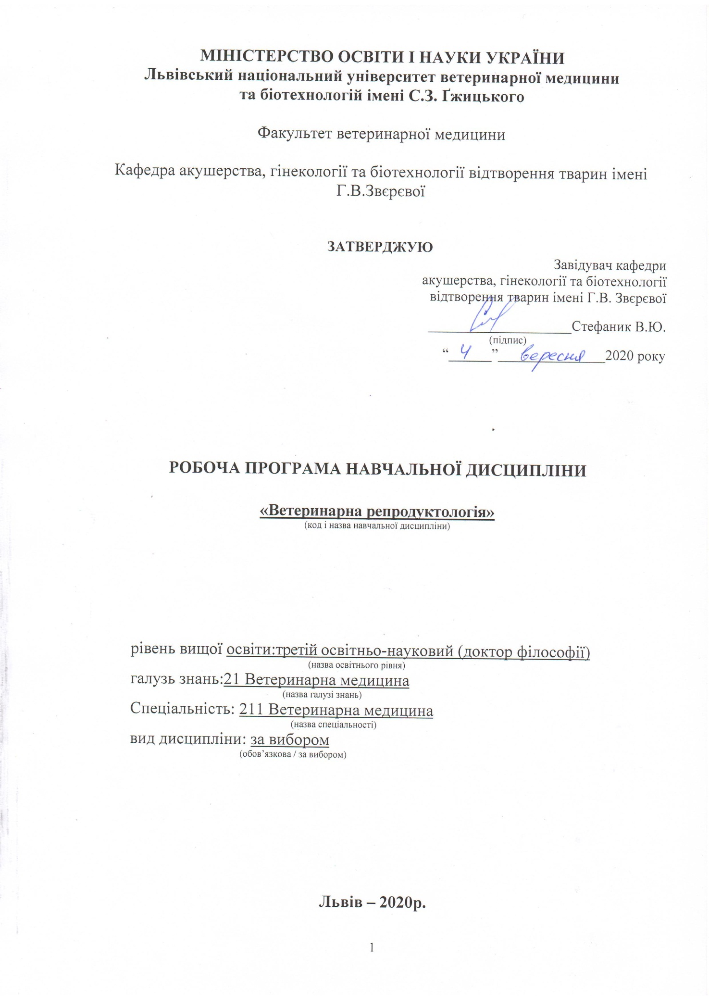 МІНІСТЕРСТВО ОСВІТИ І НАУКИ УКРАЇНИ
Львівський національний університет ветеринарної медицини
та біотехнологій імені С.З. Ґжицького
Факультет ветеринарної медицини
Кафедра акушерства, гінекології та біотехнології відтворення тварин імені
Г.В.Звєрєвої
ЗАТВЕРДЖУЮ
Завідувач кафедри
акушерства, гінекології та біотехнології
відтворення тварин імені Г.В. Звєрєвої
____________________Стефаник В.Ю.
(підпис)
“ 4 ” вересня 2020 року
РОБОЧА ПРОГРАМА НАВЧАЛЬНОЇ ДИСЦИПЛІНИ
«Ветеринарна репродуктологія»
(код і назва навчальної дисципліни)
рівень вищої освіти:третій освітньо-науковий (доктор філософії)
(назва освітнього рівня)
галузь знань:21 Ветеринарна медицина
(назва галузі знань)
Спеціальність: 211 Ветеринарна медицина
(назва спеціальності)
вид дисципліни: за вибором
(обов’язкова / за вибором)
Львів – 2020р.
1